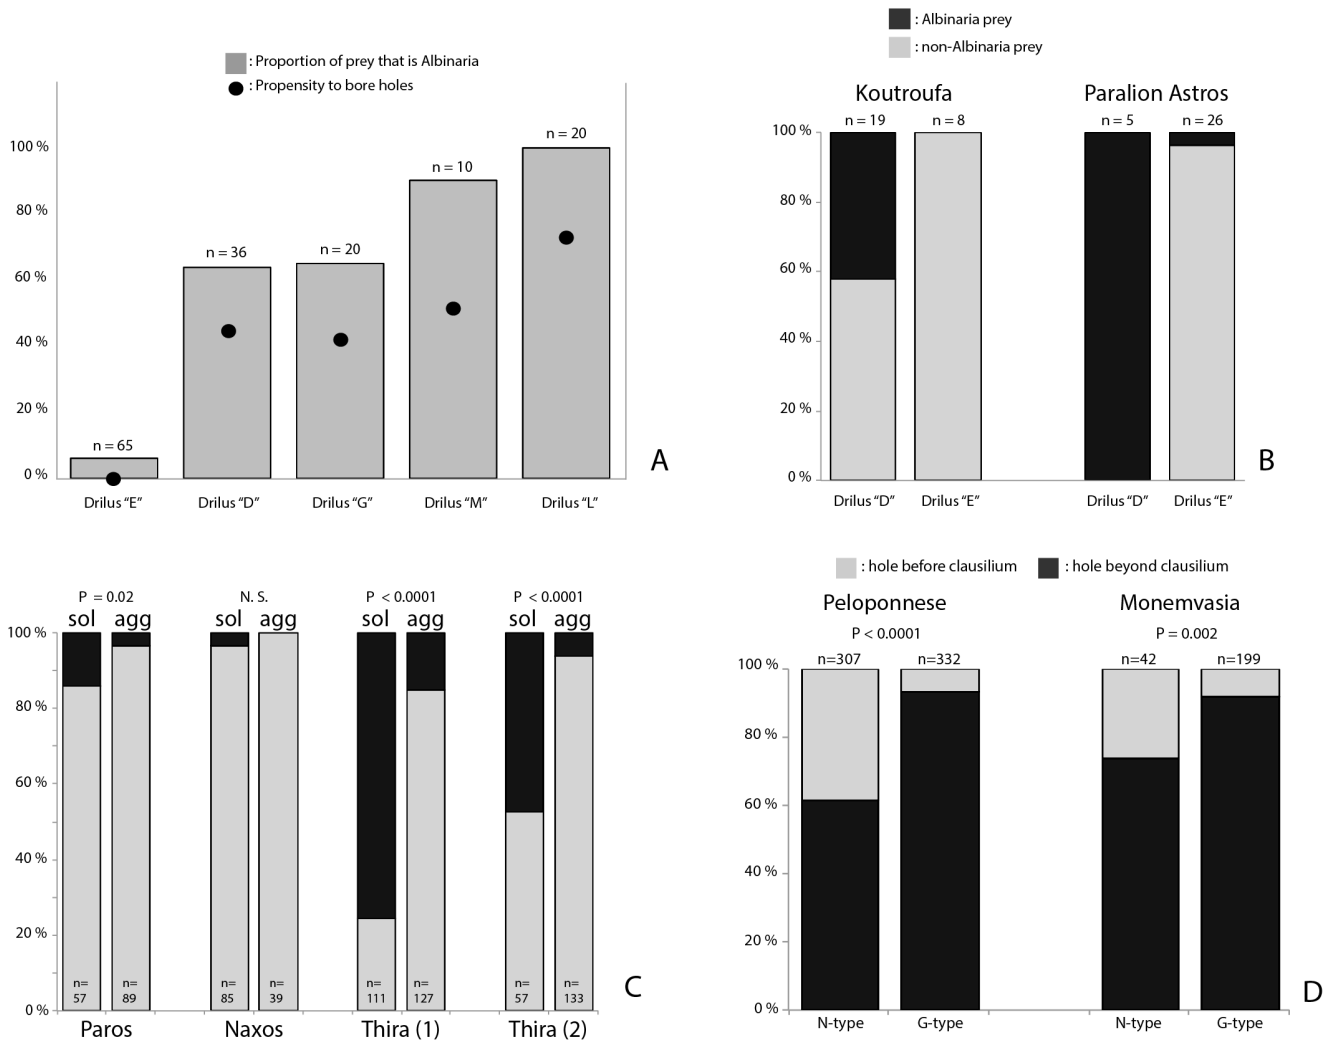 : Proportion of prey that is Albinaria
: Propensity to bore holes
100 %
80 %
60 %
40 %
20 %
0 %
n = 65
n = 36
n = 20
n = 10
n = 20
Drilus “E”
Drilus “D”
Drilus “G”
Drilus “M”
Drilus “L”
A
: Albinaria prey
: non-Albinaria prey
Koutroufa
Paralion Astros
n = 19
n = 8
n = 5
n = 26
100 %
80 %
60 %
40 %
20 %
0 %
Drilus “D”
Drilus “E”
Drilus “D”
Drilus “E”
B
P = 0.02
N. S.
P < 0.0001
P < 0.0001
sol agg
sol agg
sol agg
sol agg
100 %
80 %
60 %
40 %
20 %
0 %
n=
57
n=
89
n=
85
n=
39
n=
111
n=
127
n=
57
n=
133
Paros
Naxos
Thira (1)
Thira (2)
C
: hole before clausilium
: hole beyond clausilium
Peloponnese
Monemvasia
P < 0.0001
P = 0.002
n=307
n=332
n=42
n=199
100 %
80 %
60 %
40 %
20 %
0 %
N-type
G-type
N-type
G-type
D